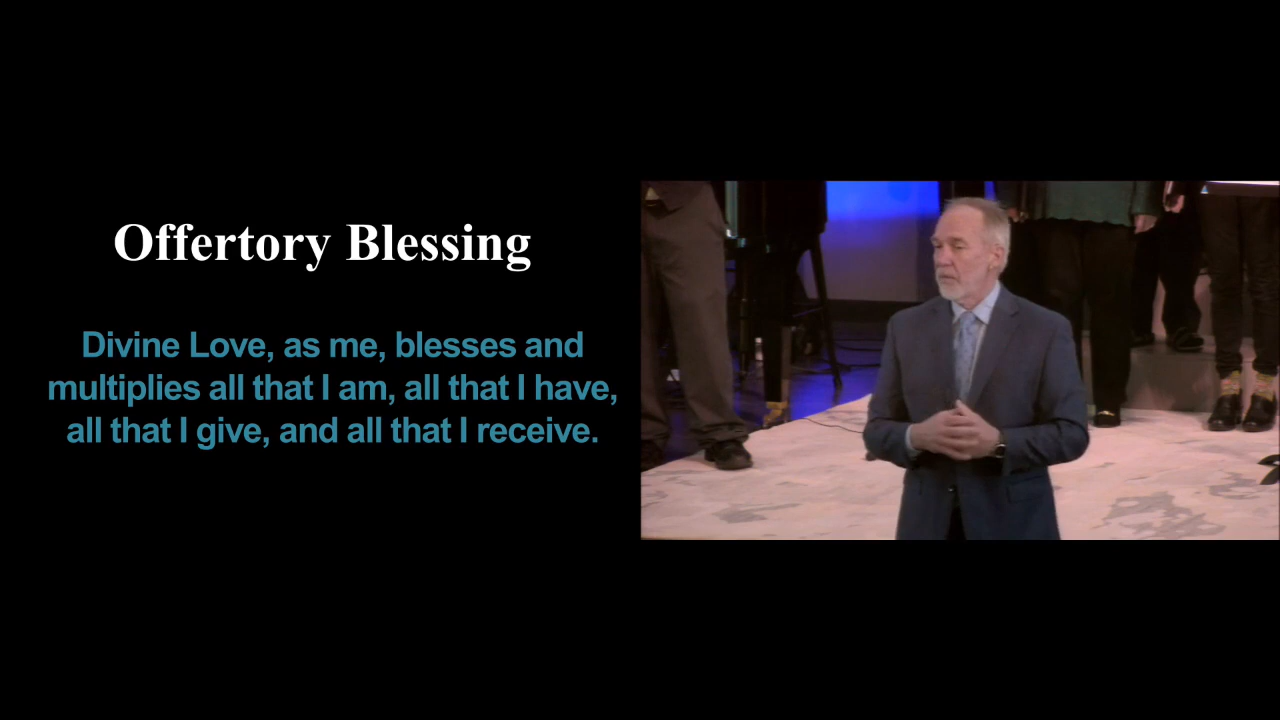 Offertory Blessing
Divine Love, as me, blesses and
multiplies all that I am, all that I have,
all that I give, and all that I receive.